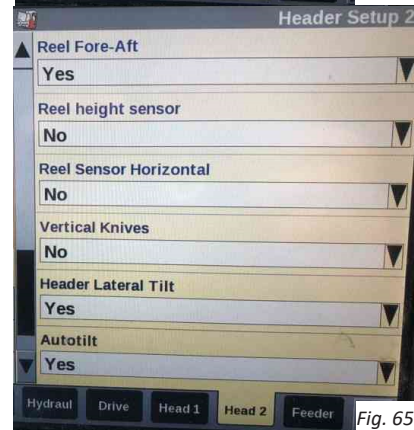 Header Setup 2
Reel Fore-Aft
Yes
Reel height sensor
No
Reel Sensor Horizontal
No
Vertical Knives
No
Header Lateral Tilt
Yes
Autotilt
Yes
Hydraul Drive Head 1 Head 2 Feeder
Fig. 65